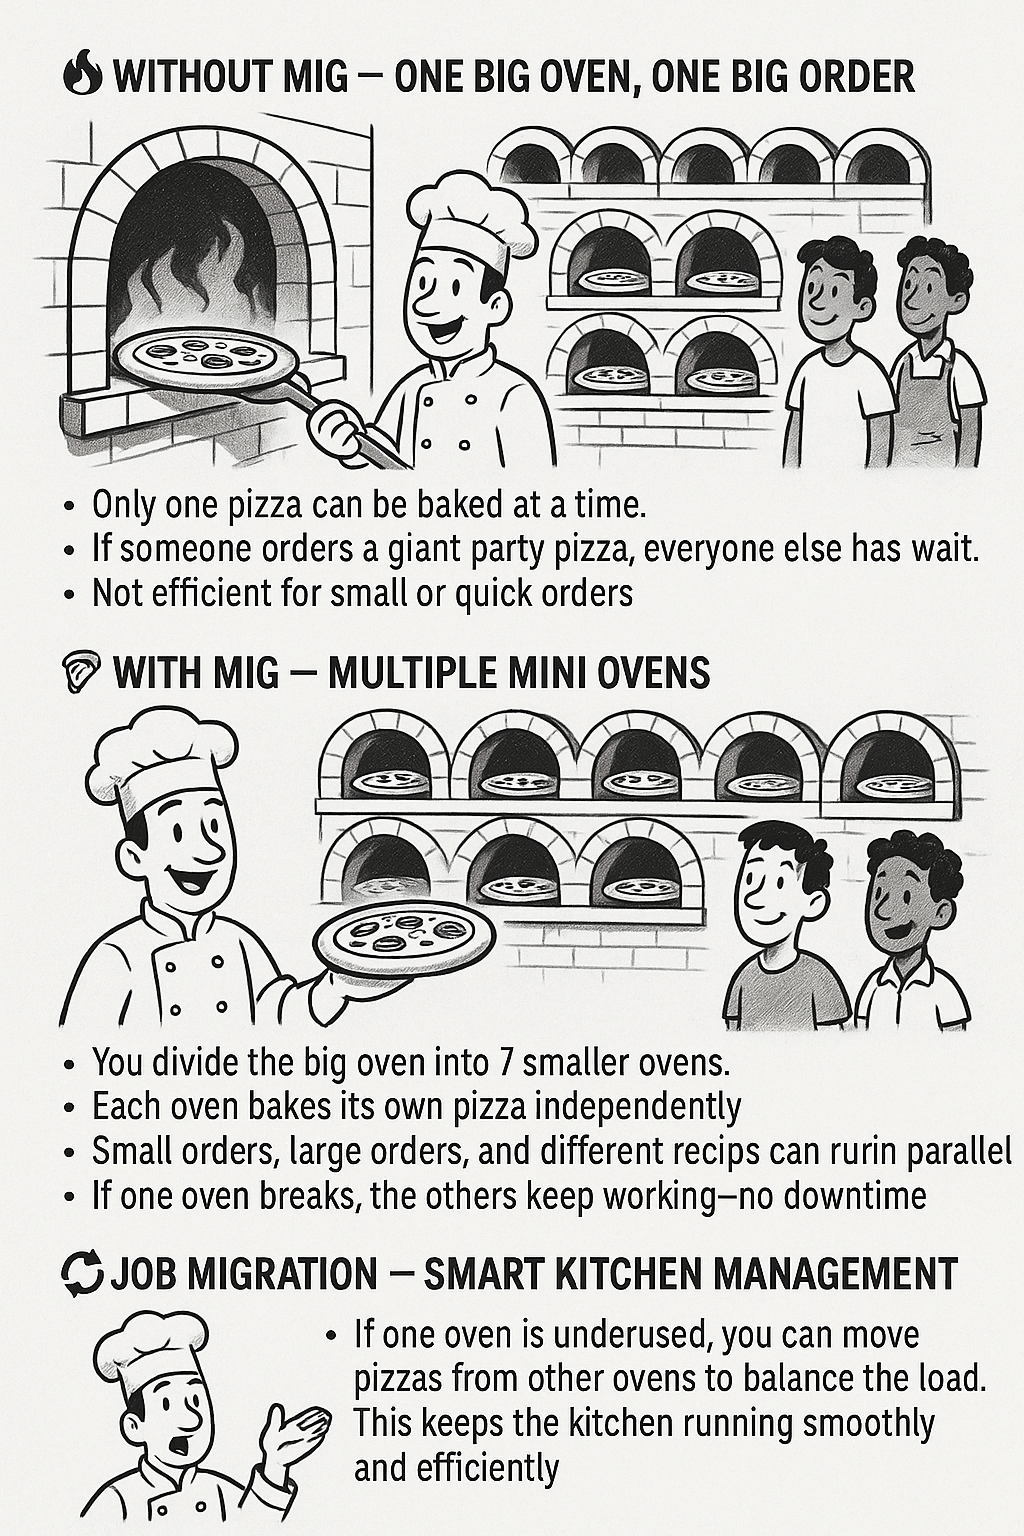 WITHOUT MIG – ONE BIG OVEN, ONE BIG ORDER
• Only one pizza can be baked at a time.
• If someone orders a giant party pizza, everyone else has wait.
• Not efficient for small or quick orders
WITH MIG – MULTIPLE MINI OVENS
• You divide the big oven into 7 smaller ovens.
• Each oven bakes its own pizza independently
• Small orders, large orders, and different recips can rurin parallel
• If one oven breaks, the others keep working–no downtime
JOB MIGRATION – SMART KITCHEN MANAGEMENT
• If one oven is underused, you can move
pizzas from other ovens to balance the load.
This keeps the kitchen running smoothly
and efficiently